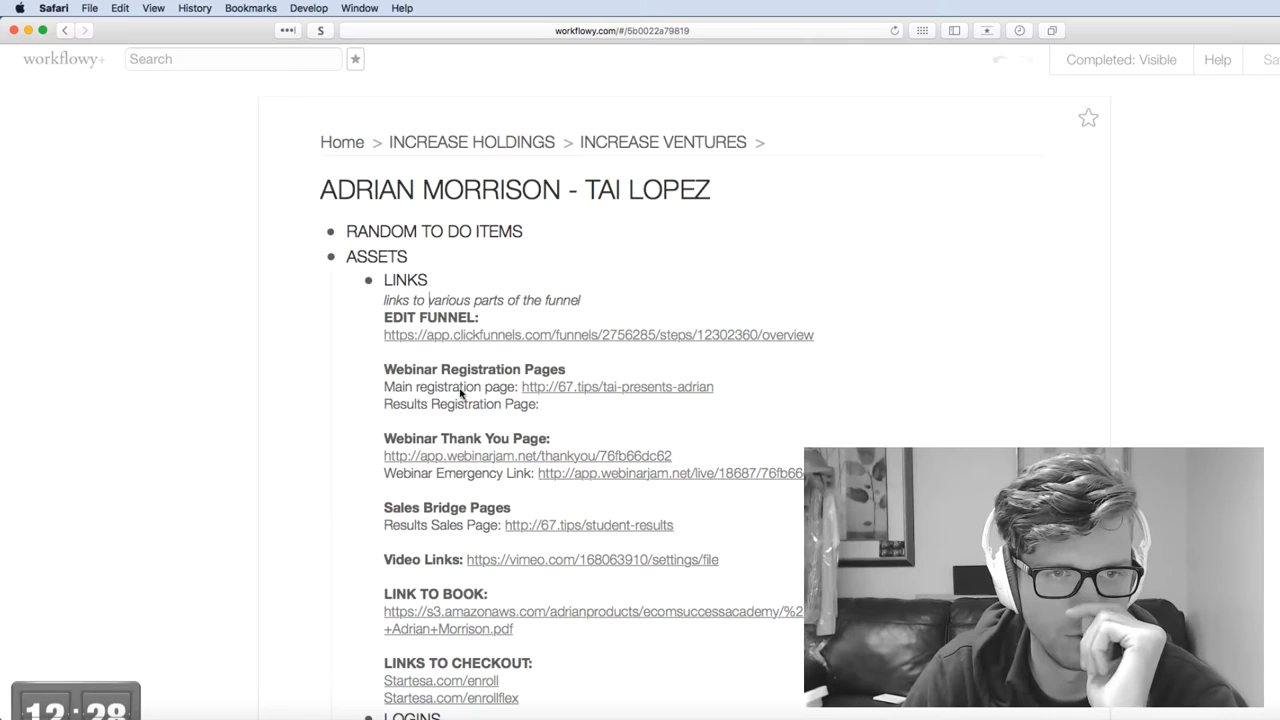 Safari File Edit View History Bookmarks Develop Window Help
S workflowy.com/#/5b0022a79819
workflowy+ Search Completed: Visible Help Sa
Home > INCREASE HOLDINGS > INCREASE VENTURES >
ADRIAN MORRISON - TAI LOPEZ
RANDOM TO DO ITEMS
ASSETS
LINKS
links to various parts of the funnel
EDIT FUNNEL:
https://app.clickfunnels.com/funnels/2756285/steps/12302360/overview
Webinar Registration Pages
Main registration page: http://67.tips/tai-presents-adrian
Results Registration Page:
Webinar Thank You Page:
http://app.webinarjam.net/thankyou/76fb66dc62
Webinar Emergency Link: http://app.webinarjam.net/live/18687/76fb66
Sales Bridge Pages
Results Sales Page: http://67.tips/student-results
Video Links: https://vimeo.com/168063910/settings/file
LINK TO BOOK:
https://s3.amazonaws.com/adrianproducts/ecomsuccessacademy/%2
+Adrian+Morrison.pdf
LINKS TO CHECKOUT:
Startesa.com/enroll
Startesa.com/enrollflex
LOGINS
12:28